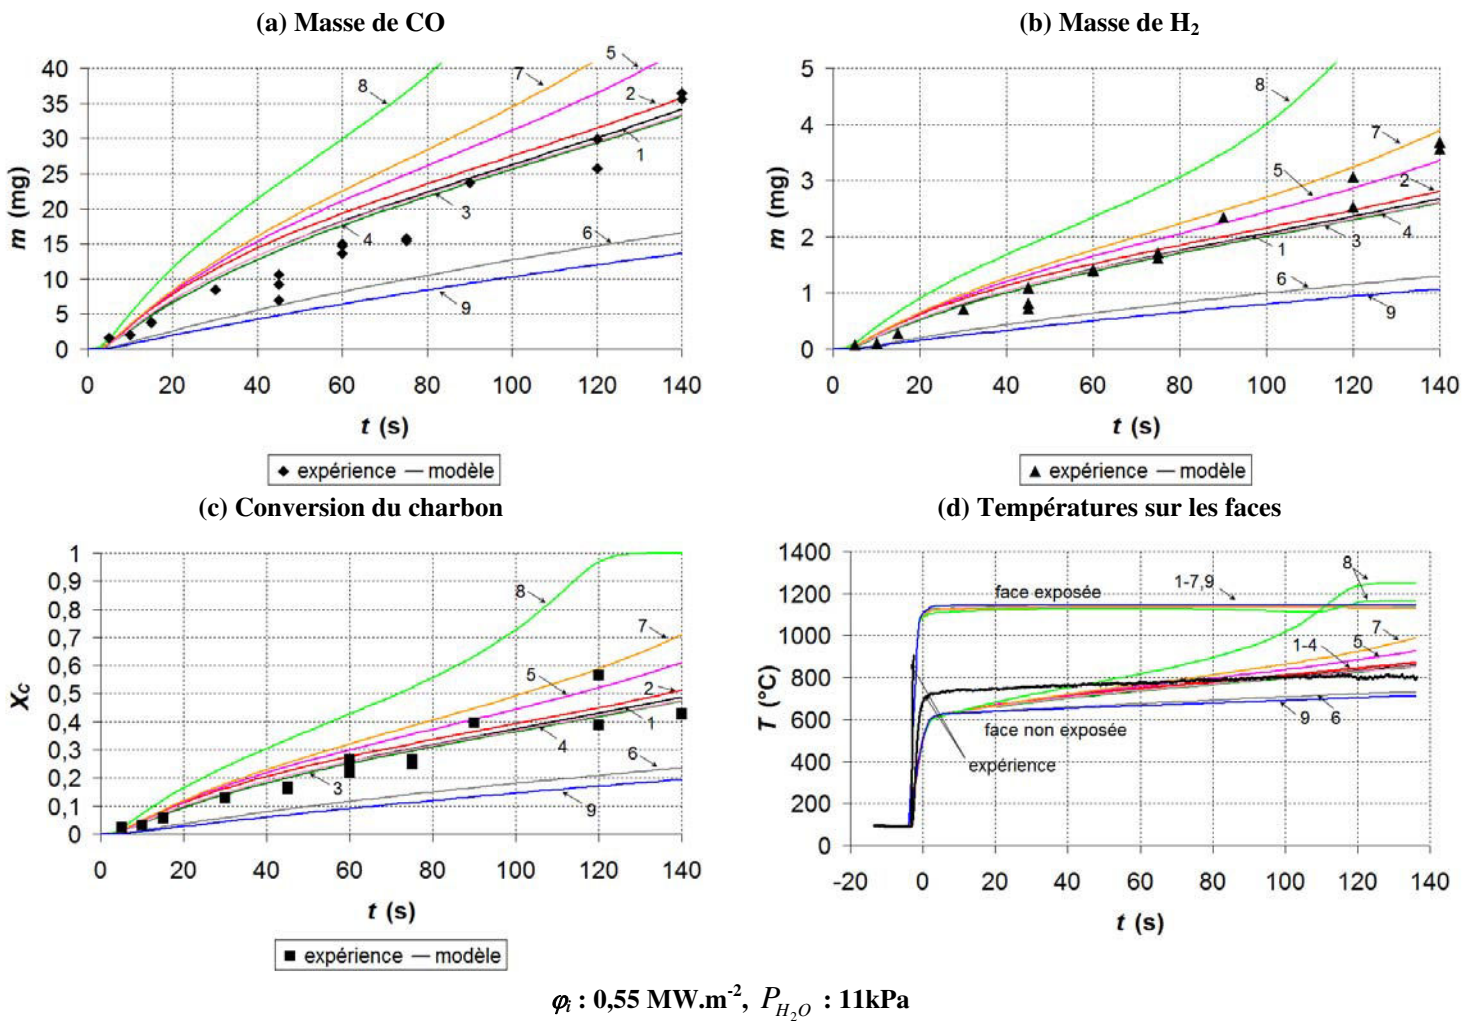 (a) Masse de CO
(b) Masse de H2
40
35
30
25
20
15
10
5
0
m (mg)
0 20 40 60 80 100 120 140
t (s)
8
7
5
2
1
3
4
6
9
◆ expérience — modèle
5
4
3
2
1
0
m (mg)
0 20 40 60 80 100 120 140
t (s)
8
7
5
2
1
3
4
6
9
▲ expérience — modèle
(c) Conversion du charbon
(d) Températures sur les faces
1
0,9
0,8
0,7
0,6
0,5
0,4
0,3
0,2
0,1
0
Xc
0 20 40 60 80 100 120 140
t (s)
8
7
5
2
1
4
3
6
9
■ expérience — modèle
1400
1200
1000
800
600
400
200
0
T (°C)
-20 0 20 40 60 80 100 120 140
t (s)
face exposée
1-7,9
8
1-4
5
7
face non exposée
9
6
expérience
φi : 0,55 MW.m-2, PH2O : 11kPa